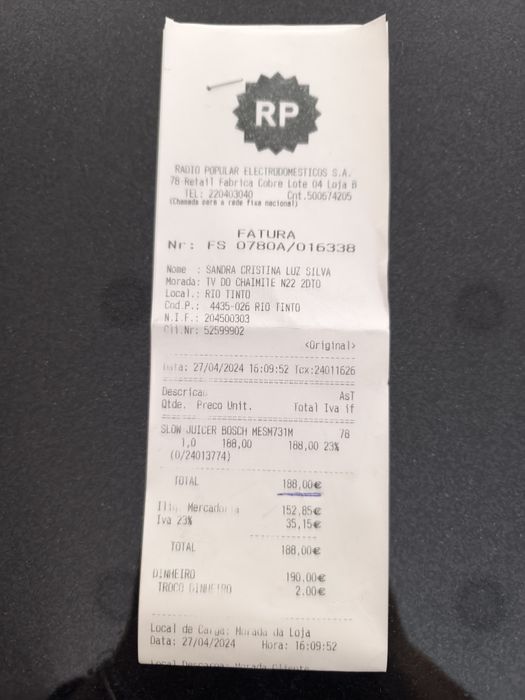 RP
RADIO POPULAR ELECTRODOMESTICOS S.A.
78 Retail Fabrica Cobre Lote 04 Loja B
TEL: 220403040 Cnt.500674205
(Chamada para a rede fixa nacional)
FATURA
Nr: FS 0780A/016338
Nome : SANDRA CRISTINA LUZ SILVA
Morada: TV DO CHAIMITE N22 2DTO
Local.: RIO TINTO
Cod.P.: 4435-026 RIO TINTO
N.I.F.: 204500303
Cli.Nr: 52599902
<Original>
Data: 27/04/2024 16:09:52 Tcx:24011626
Descricao AsT
Qtde. Preco Unit. Total Iva if
SLOW JUICER BOSCH MESM731M 78
1,0 188,00 188,00 23%
(0/24013774)
TOTAL 188,00€
Mercadoria 152,85€
Iva 23% 35,15€
TOTAL 188,00€
DINHEIRO 190,00€
TROCO DINHEIRO 2,00€
Local de Carga: Morada da Loja
Data: 27/04/2024 Hora: 16:09:52
Local Descarga: Morada Cliente